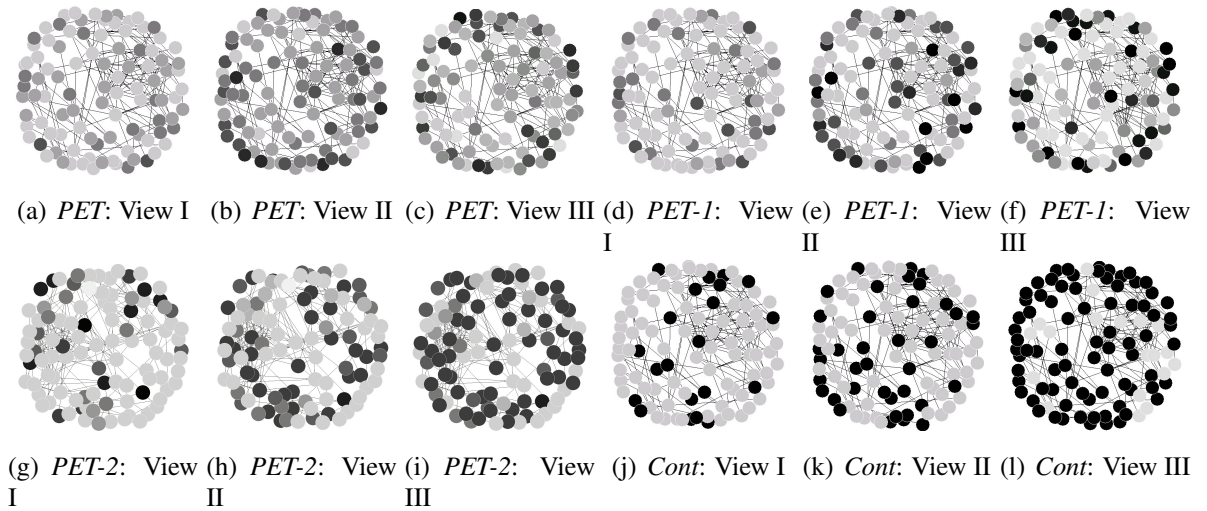 (a) PET: View I
(b) PET: View II
(c) PET: View III
(d) PET-1: View I
(e) PET-1: View II
(f) PET-1: View III
(g) PET-2: View I
(h) PET-2: View II
(i) PET-2: View III
(j) Cont: View I
(k) Cont: View II
(l) Cont: View III